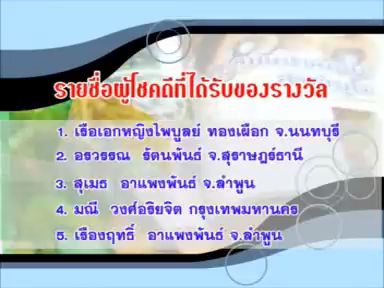 รายชื่อผู้โชคดีที่ได้รับของรางวัล
1. เรือเอกหญิงไพบูลย์ ทองเผือก จ.นนทบุรี
2. อรวรรณ รัตนพันธ์ จ.สุราษฎร์ธานี
3. สุเมธ อาแพงพันธ์ จ.ลำพูน
4. มณี วงศ์อริยจิต กรุงเทพมหานคร
5. เรืองฤทธิ์ อาแพงพันธ์ จ.ลำพูน